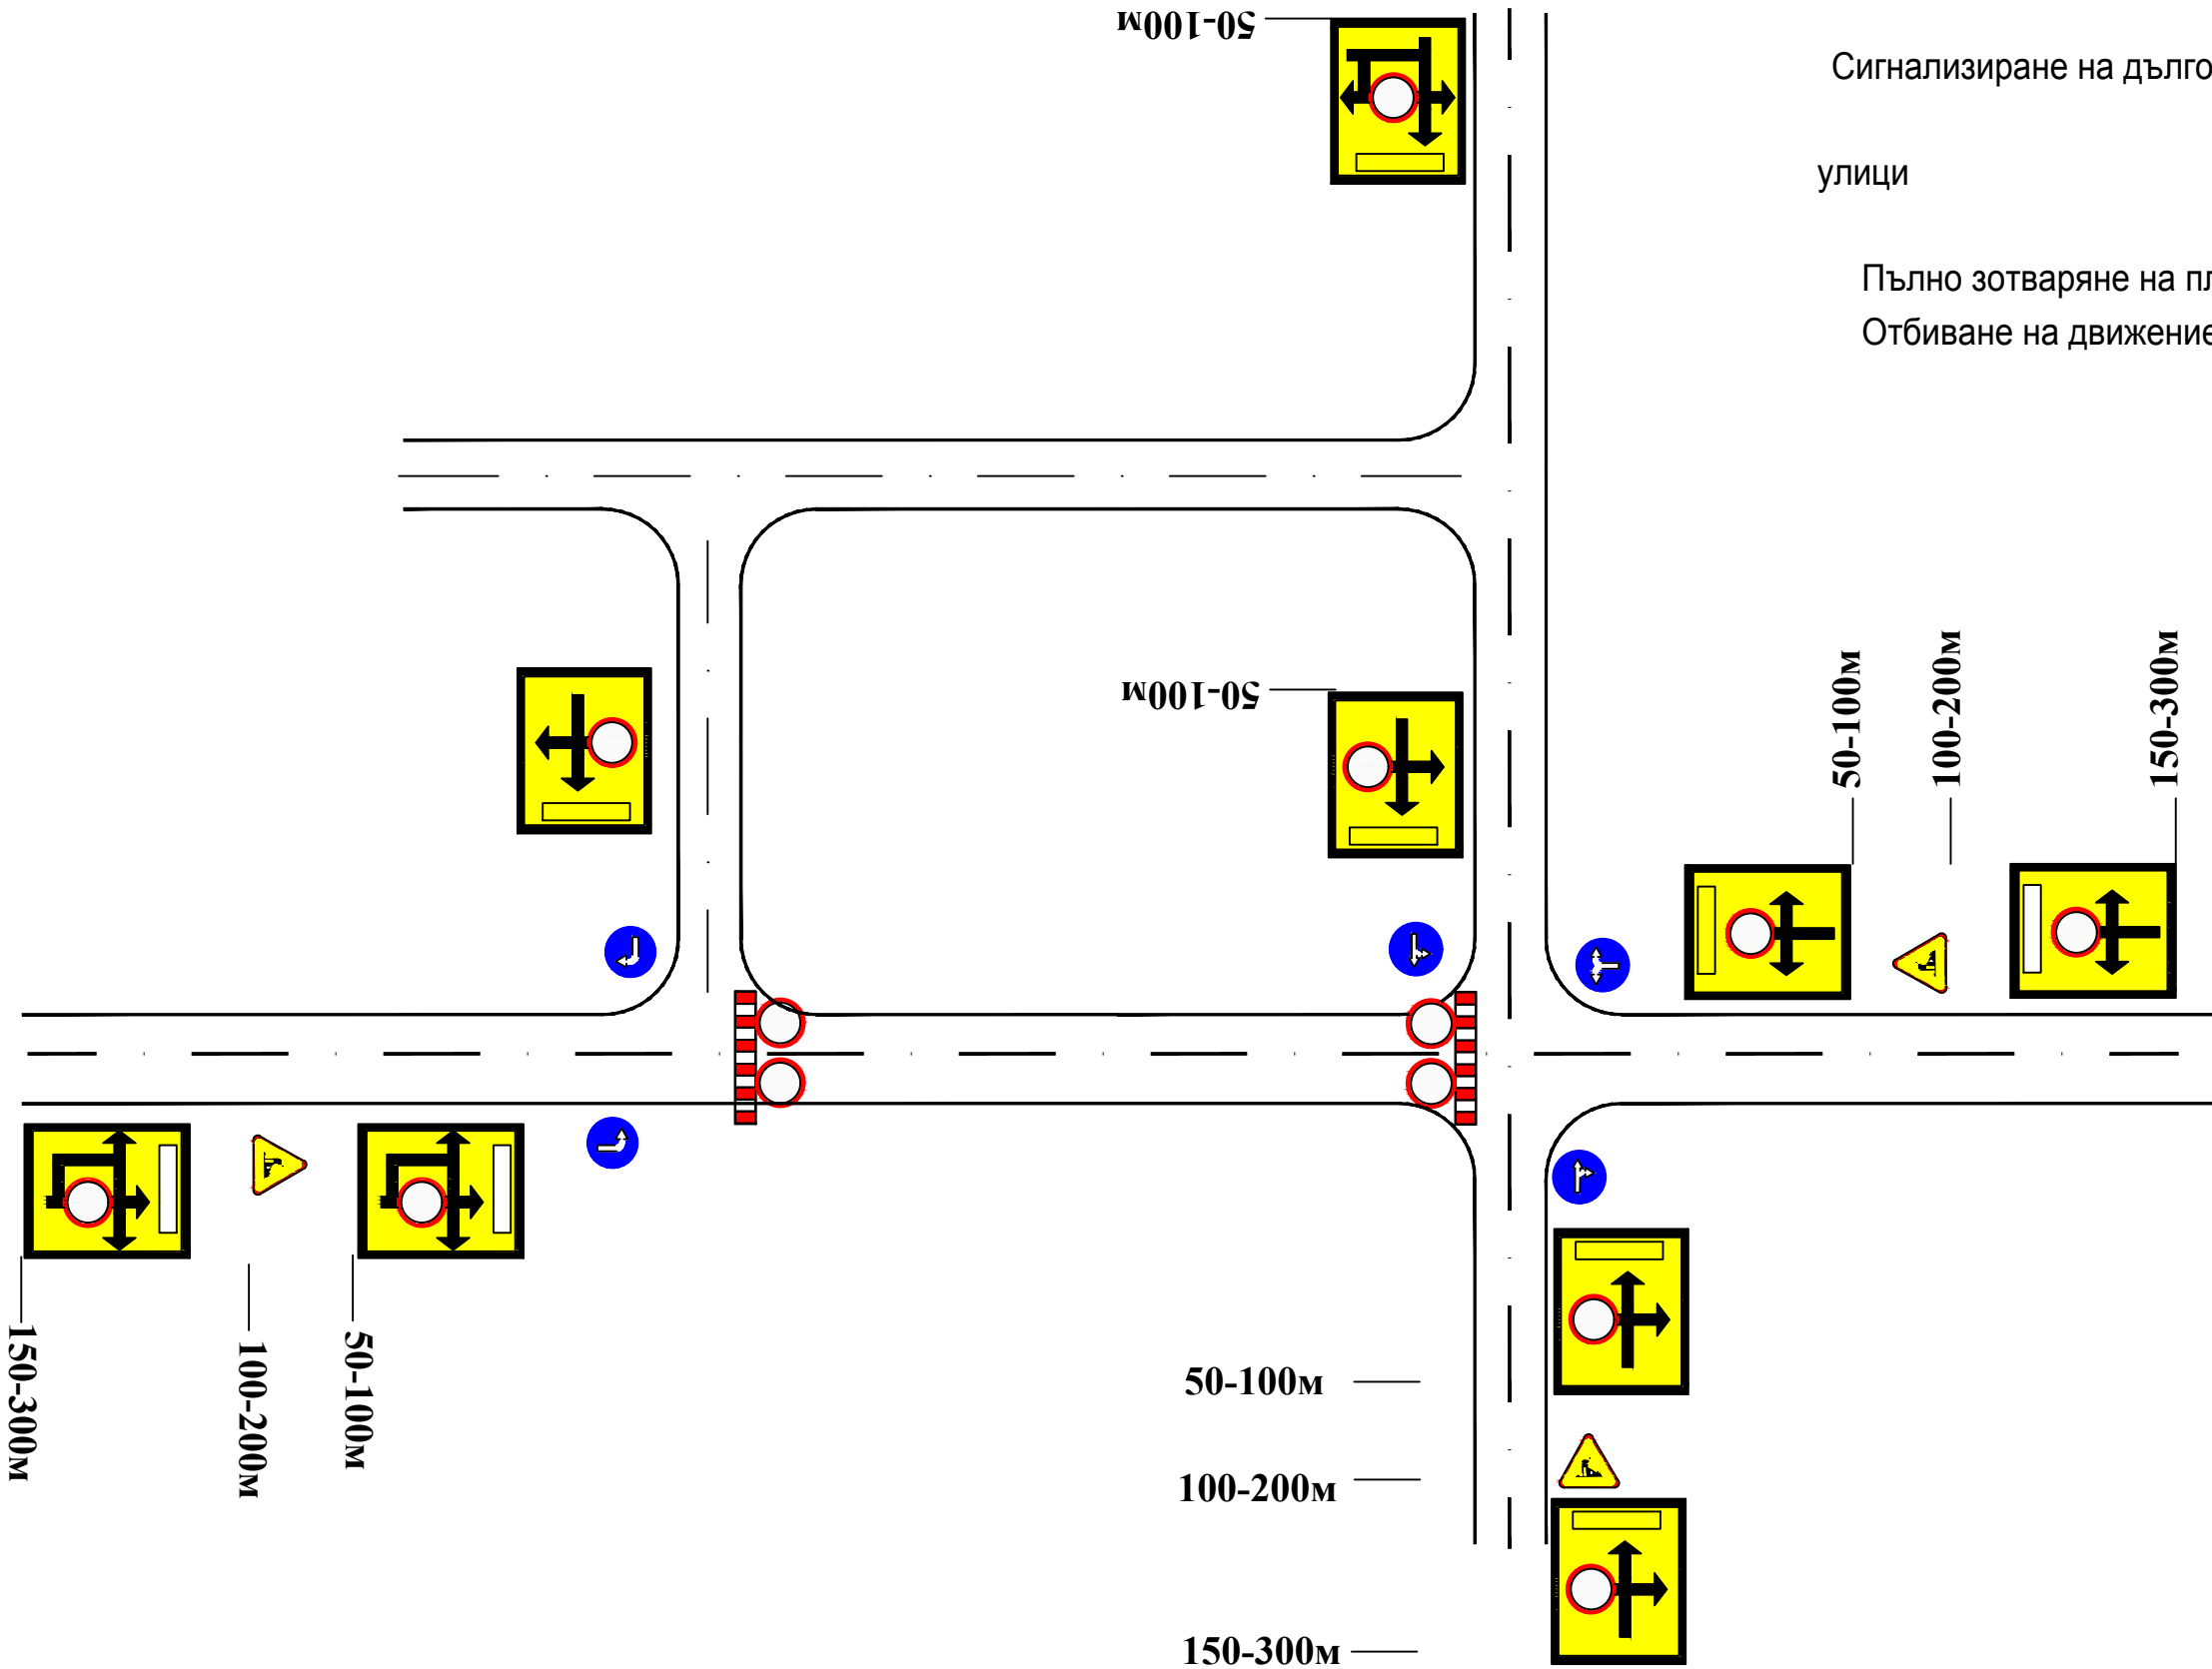 50-100м
Сигнализиране на дълго
улици
Пълно зотваряне на пл
Отбиване на движение
50-100м
50-100м
100-200м
150-300м
150-300м
100-200м
50-100м
50-100м
100-200м
150-300м